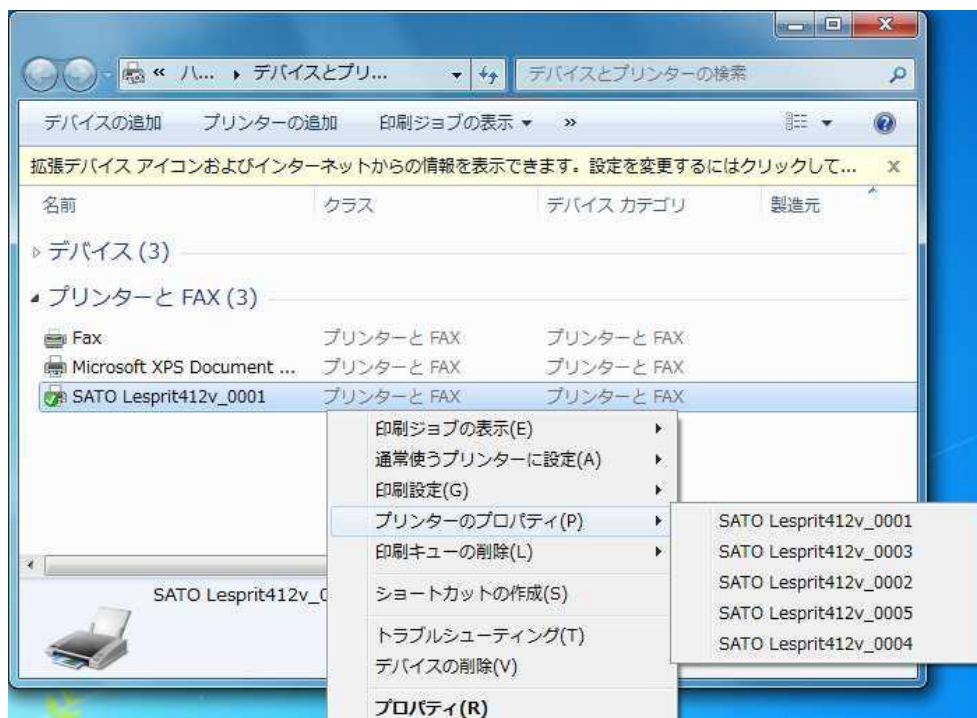 « ハ... ▸ デバイスとプリ... デバイスとプリンターの検索
デバイスの追加 プリンターの追加 印刷ジョブの表示 ▼ »
拡張デバイス アイコンおよびインターネットからの情報を表示できます。設定を変更するにはクリックして... x
名前 クラス デバイス カテゴリ 製造元
デバイス (3)
プリンターと FAX (3)
Fax プリンターと FAX プリンターと FAX
Microsoft XPS Document ... プリンターと FAX プリンターと FAX
SATO Lesprit412v_0001 プリンターと FAX プリンターと FAX
印刷ジョブの表示(E)
通常使うプリンターに設定(A)
印刷設定(G)
プリンターのプロパティ(P)
印刷キューの削除(L)
ショートカットの作成(S)
トラブルシューティング(T)
デバイスの削除(V)
プロパティ(R)
SATO Lesprit412v_0001
SATO Lesprit412v_0003
SATO Lesprit412v_0002
SATO Lesprit412v_0005
SATO Lesprit412v_0004
SATO Lesprit412v_